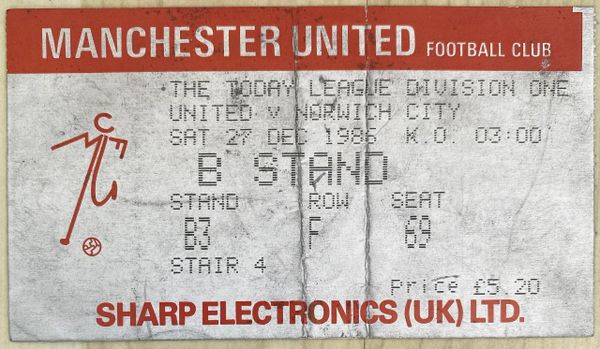 MANCHESTER UNITED FOOTBALL CLUB
THE TODAY LEAGUE DIVISION ONE
UNITED v NORWICH CITY
SAT 27 DEC 1986 K.O. 03:00
B STAND
STAND ROW SEAT
B3 F 69
STAIR 4
Price £5.20
SHARP ELECTRONICS (UK) LTD.